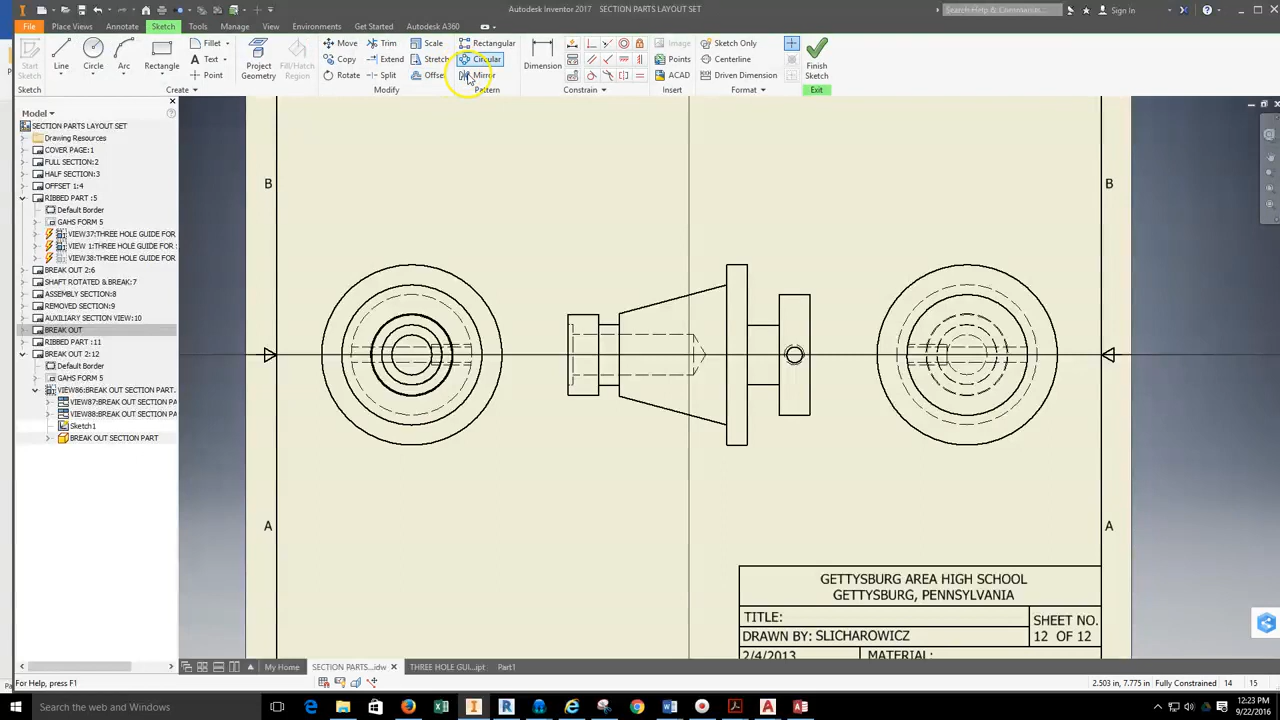 Autodesk Inventor 2017 SECTION PARTS LAYOUT SET
Search Help & Commands...
Sign In
File
Place Views
Annotate
Sketch
Tools
Manage
View
Environments
Get Started
Autodesk A360
Start Sketch
Line
Circle
Arc
Rectangle
Fillet
Text
Point
Project Geometry
Fill/Hatch Region
Move
Copy
Rotate
Trim
Extend
Split
Scale
Stretch
Offset
Rectangular
Circular
Mirror
Dimension
Image
Points
ACAD
Sketch Only
Centerline
Driven Dimension
Finish Sketch
Sketch
Create
Modify
Pattern
Constrain
Insert
Format
Exit
Model
SECTION PARTS LAYOUT SET
Drawing Resources
COVER PAGE:1
FULL SECTION:2
HALF SECTION:3
OFFSET 1:4
RIBBED PART :5
Default Border
GAHS FORM 5
VIEW37:THREE HOLE GUIDE FOR
VIEW 1:THREE HOLE GUIDE FOR
VIEW38:THREE HOLE GUIDE FOR
BREAK OUT 2:6
SHAFT ROTATED & BREAK:7
ASSEMBLY SECTION:8
REMOVED SECTION:9
AUXILIARY SECTION VIEW:10
BREAK OUT
RIBBED PART :11
BREAK OUT 2:12
Default Border
GAHS FORM 5
VIEW86:BREAK OUT SECTION PART.
VIEW87:BREAK OUT SECTION PA
VIEW88:BREAK OUT SECTION PA
Sketch1
BREAK OUT SECTION PART
B
B
A
A
GETTYSBURG AREA HIGH SCHOOL
GETTYSBURG, PENNSYLVANIA
TITLE:
DRAWN BY: SLICHAROWICZ
SHEET NO.
12 OF 12
2/4/2013
MATERIAL:
My Home
SECTION PARTS...idw
THREE HOLE GUI...ipt
Part1
For Help, press F1
2.503 in, 7.775 in
Fully Constrained
14
15
Search the web and Windows
12:23 PM
9/22/2016